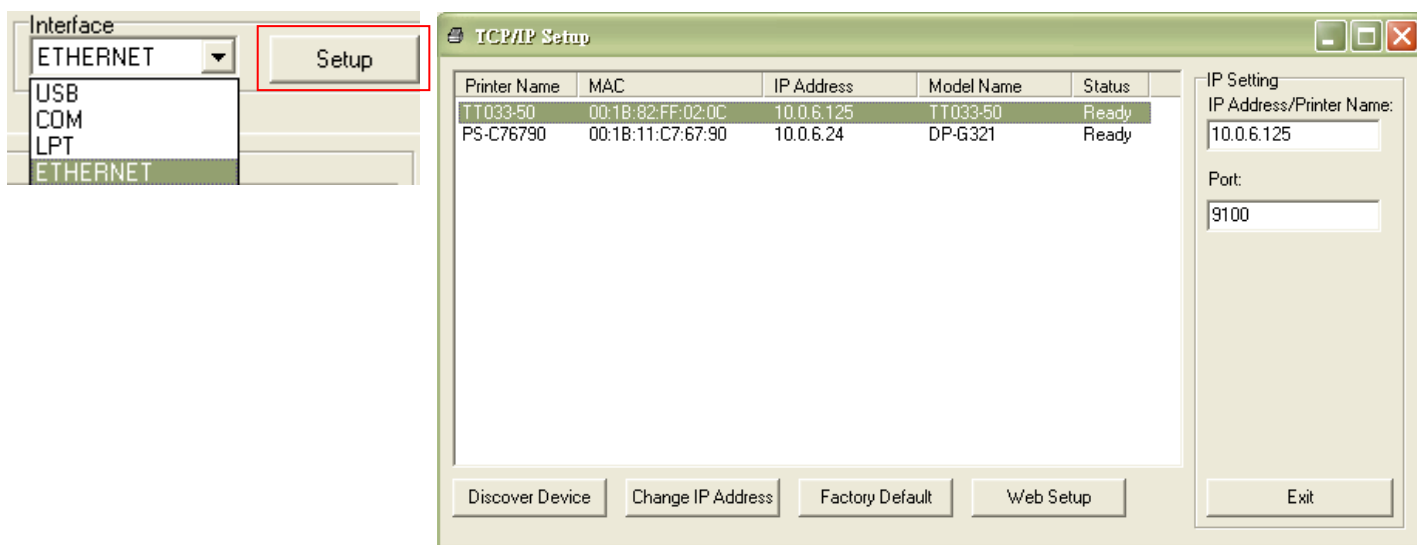 Interface
ETHERNET
Setup
USB
COM
LPT
ETHERNET
TCP/IP Setup
Printer Name MAC IP Address Model Name Status
TT033-50 00:1B:82:FF:02:0C 10.0.6.125 TT033-50 Ready
PS-C76790 00:1B:11:C7:67:90 10.0.6.24 DP-G321 Ready
IP Setting
IP Address/Printer Name:
10.0.6.125
Port:
9100
Discover Device Change IP Address Factory Default Web Setup Exit